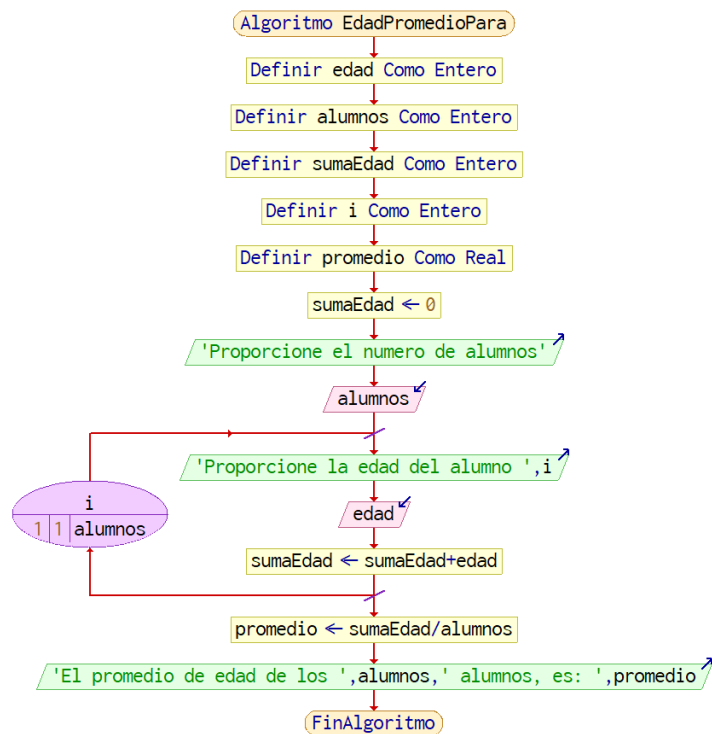 Algoritmo EdadPromedioPara
Definir edad Como Entero
Definir alumnos Como Entero
Definir sumaEdad Como Entero
Definir i Como Entero
Definir promedio Como Real
sumaEdad ← 0
'Proporcione el numero de alumnos'
alumnos
'Proporcione la edad del alumno ',i
i
1 1 alumnos
edad
sumaEdad ← sumaEdad+edad
promedio ← sumaEdad/alumnos
'El promedio de edad de los ',alumnos,' alumnos, es: ',promedio
FinAlgoritmo